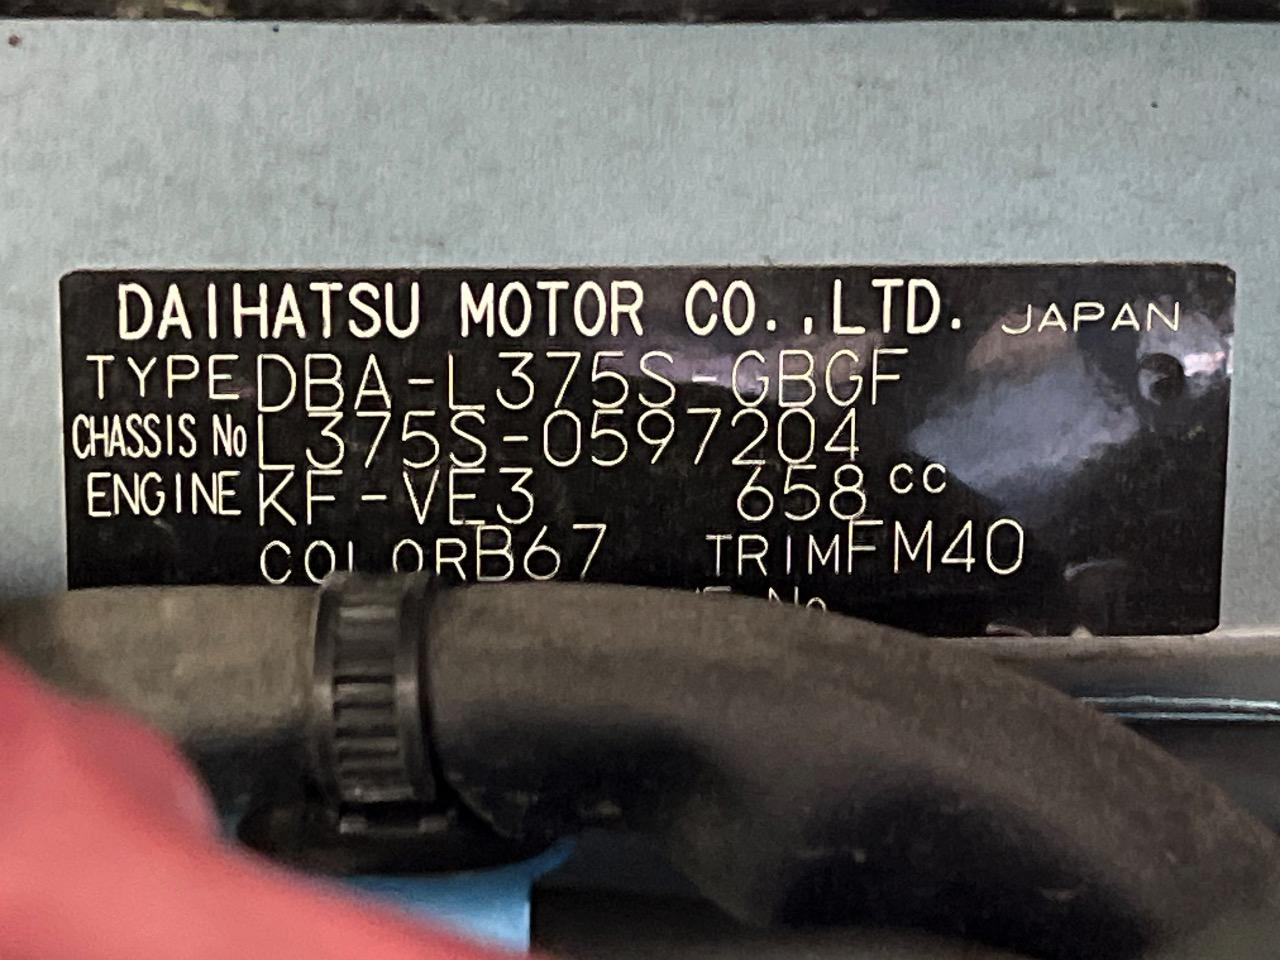 DAIHATSU MOTOR CO.,LTD. JAPAN
TYPE DBA-L375S-GBGF
CHASSIS No L375S-0597204
ENGINE KF-VE3 658 cc
COLOR B67 TRIM FM40
No